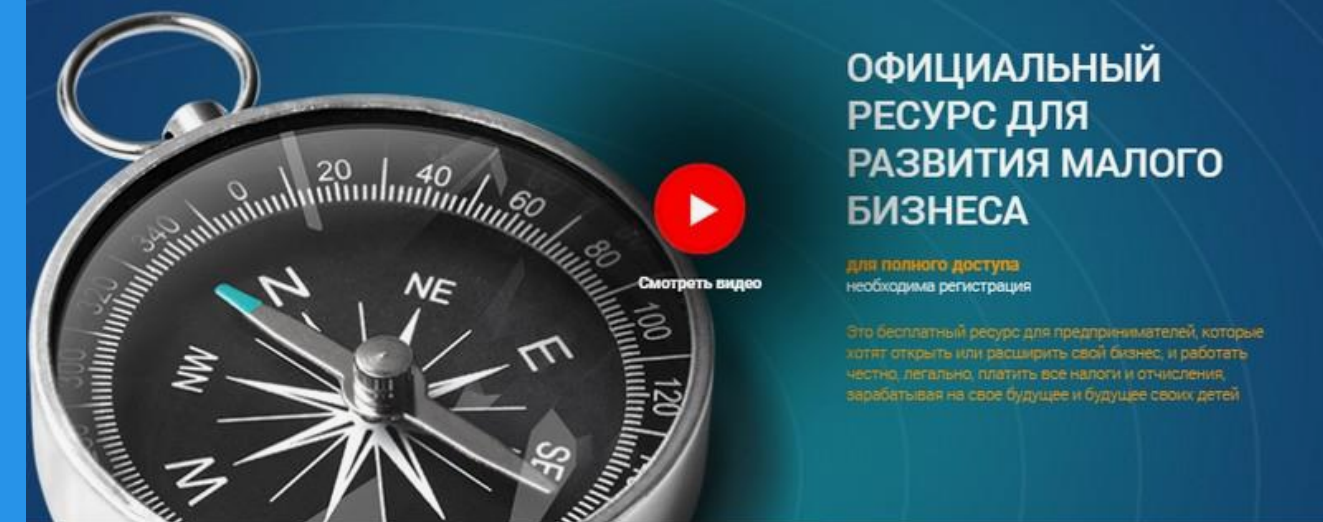 ОФИЦИАЛЬНЫЙ
РЕСУРС ДЛЯ
РАЗВИТИЯ МАЛОГО
БИЗНЕСА
для полного доступа
необходима регистрация
Это бесплатный ресурс для предпринимателей, которые
хотят открыть или расширить свой бизнес, и работать
честно, легально, платить все налоги и отчисления,
зарабатывая на свое будущее и будущее своих детей
Смотреть видео
300
320
340
0
20
40
60
80
100
120
N
NE
E
SE
NW
W